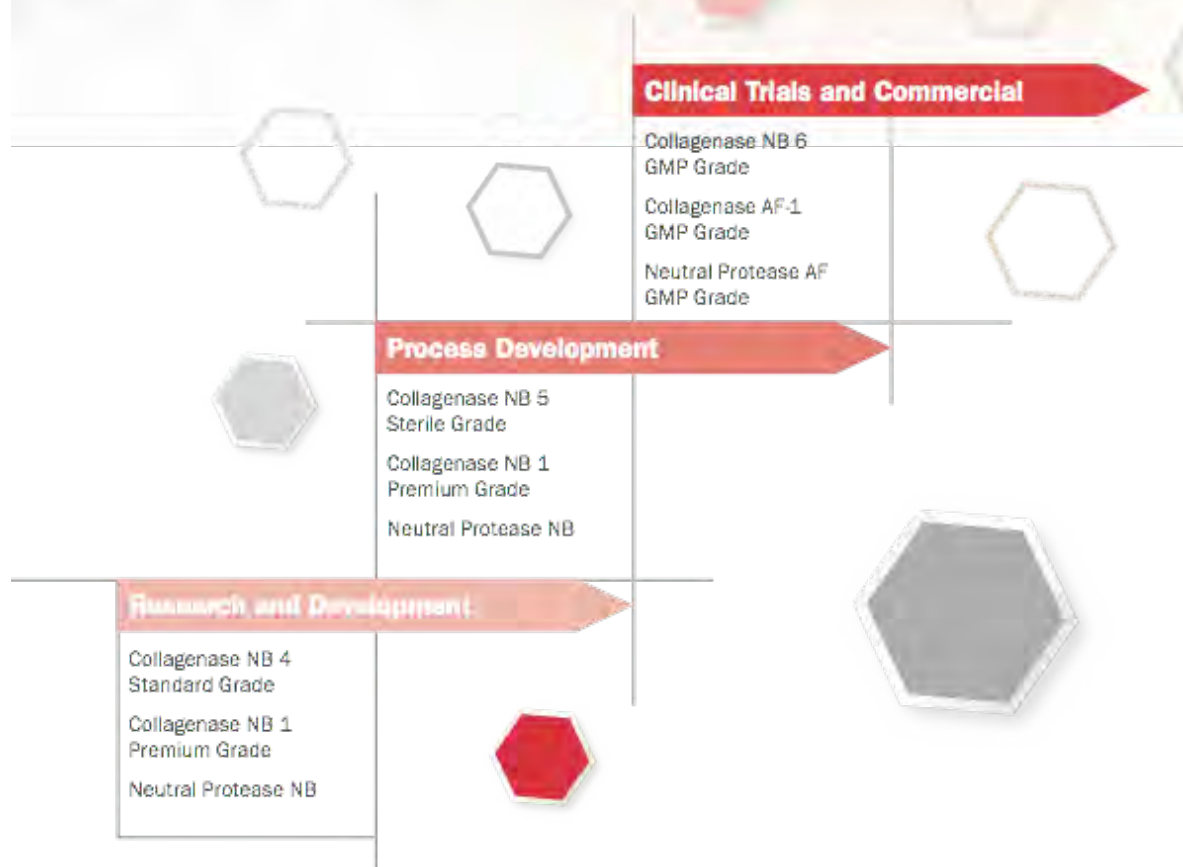 Clinical Trials and Commercial
Collagenase NB 6
GMP Grade
Collagenase AF-1
GMP Grade
Neutral Protease AF
GMP Grade
Process Development
Collagenase NB 5
Sterile Grade
Collagenase NB 1
Premium Grade
Neutral Protease NB
Research and Development
Collagenase NB 4
Standard Grade
Collagenase NB 1
Premium Grade
Neutral Protease NB